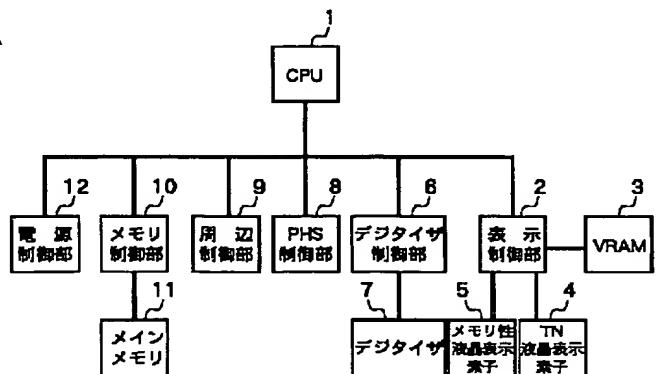 1
CPU
12
10
9
8
6
2
3
電源
制御部
メモリ
制御部
周辺
制御部
PHS
制御部
デジタイザ
制御部
表示
制御部
VRAM
11
7
5
4
メイン
メモリ
デジタイザ
メモリ性
液晶表示
素子
TN
液晶表示
素子